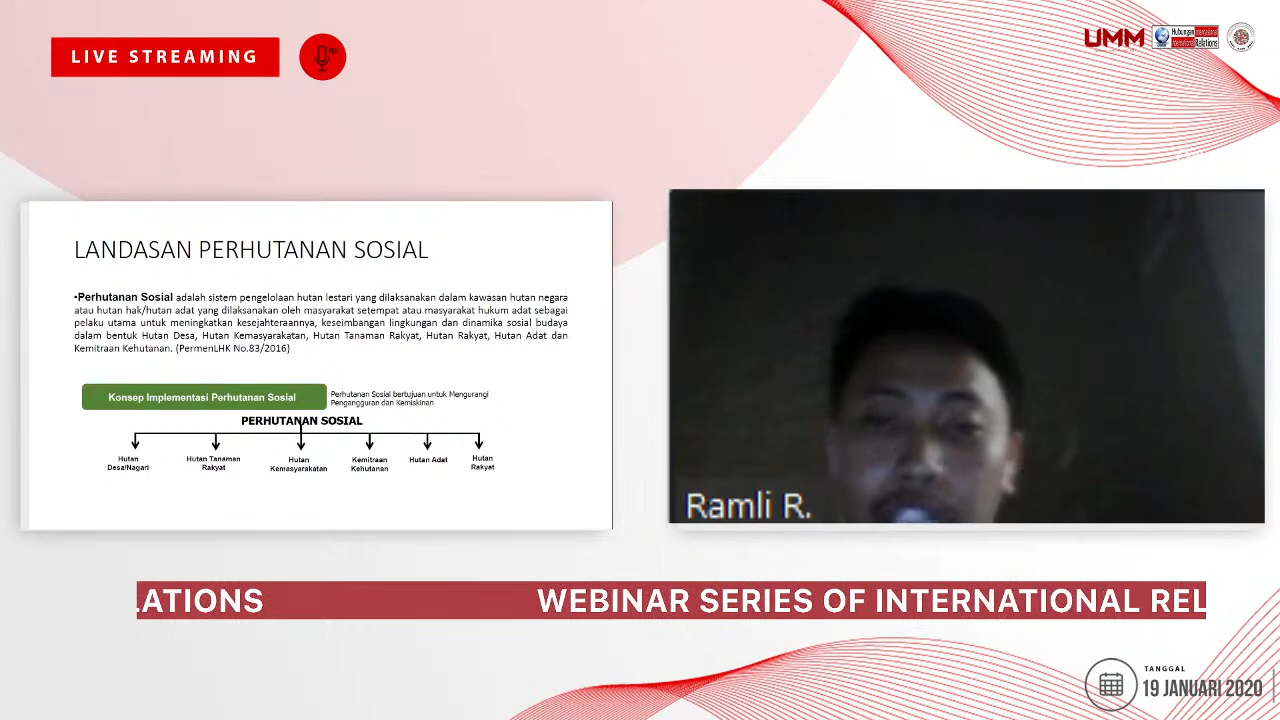 LIVE STREAMING
UMM
Hubungan Internasional
International Relations
LANDASAN PERHUTANAN SOSIAL
•Perhutanan Sosial adalah sistem pengelolaan hutan lestari yang dilaksanakan dalam kawasan hutan negara
atau hutan hak/hutan adat yang dilaksanakan oleh masyarakat setempat atau masyarakat hukum adat sebagai
pelaku utama untuk meningkatkan kesejahteraannya, keseimbangan lingkungan dan dinamika sosial budaya
dalam bentuk Hutan Desa, Hutan Kemasyarakatan, Hutan Tanaman Rakyat, Hutan Rakyat, Hutan Adat dan
Kemitraan Kehutanan. (PermenLHK No.83/2016)
Konsep Implementasi Perhutanan Sosial
Perhutanan Sosial bertujuan untuk Mengurangi
Pengangguran dan Kemiskinan
PERHUTANAN SOSIAL
Hutan
Desa/Nagari
Hutan Tanaman
Rakyat
Hutan
Kemasyarakatan
Kemitraan
Kehutanan
Hutan Adat
Hutan
Rakyat
Ramli R.
LATIONS WEBINAR SERIES OF INTERNATIONAL REL
TANGGAL
19 JANUARI 2020